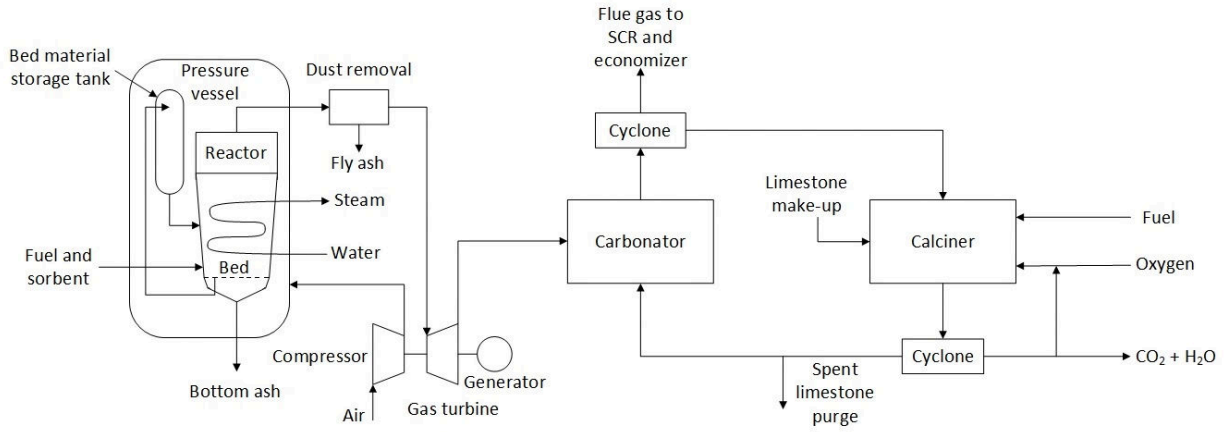 Flue gas to
SCR and
economizer
Bed material
storage tank
Pressure
vessel
Dust removal
Cyclone
Reactor
Fly ash
Limestone
make-up
Steam
Fuel
Carbonator
Calciner
Water
Fuel and
sorbent
Bed
Oxygen
Compressor
Cyclone
CO₂ + H₂O
Generator
Spent
limestone
purge
Bottom ash
Air
Gas turbine